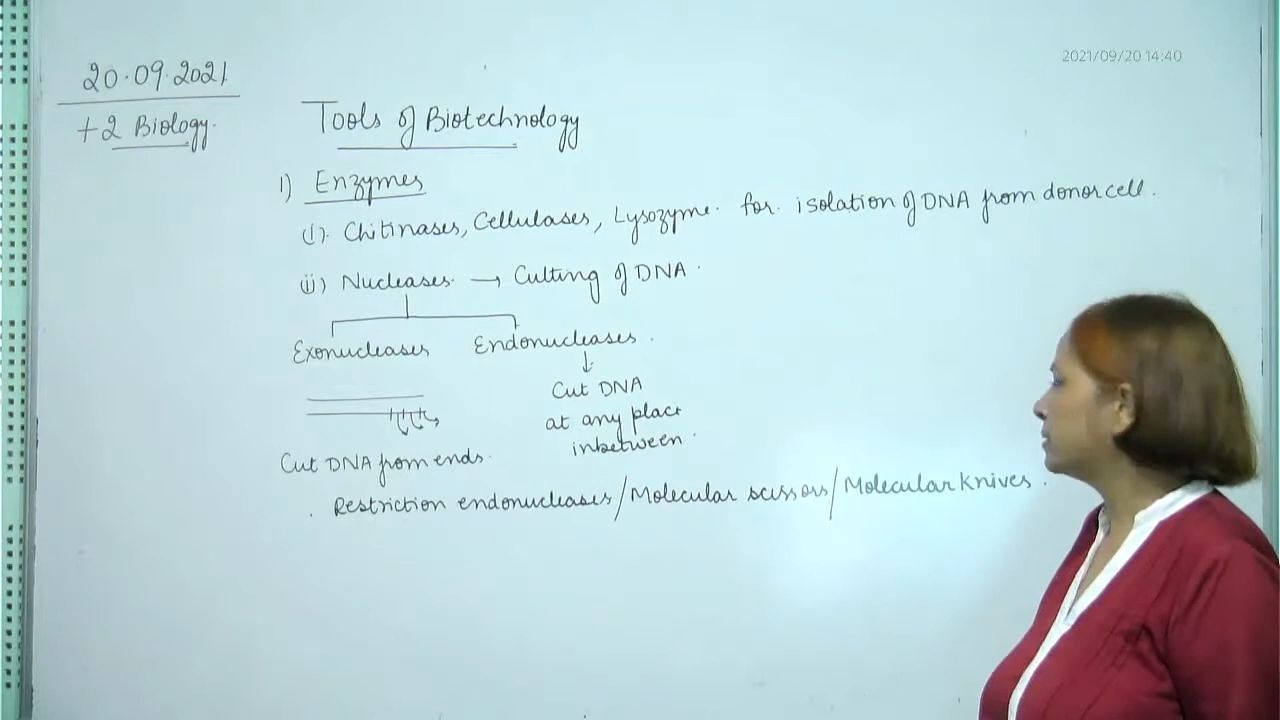 2021/09/20 14:40
20.09.2021
+2 Biology.
Tools of Biotechnology
1) Enzymes
(i). Chitinases, Cellulases, Lysozyme. for. isolation of DNA from donor cell.
(ii) Nucleases. → Cutting of DNA.
Exonucleases Endonucleases.
↓
Cut DNA
at any place
inbetween.
Cut DNA from ends.
. Restriction endonucleases/Molecular scissors/Molecular Knives.